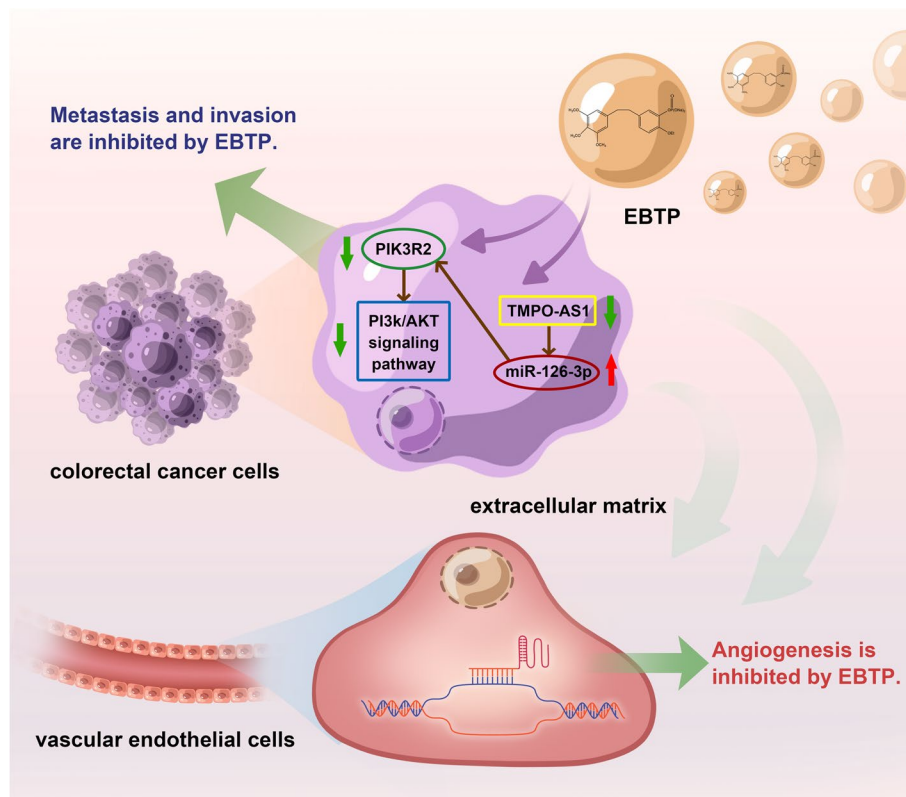 Metastasis and invasion
are inhibited by EBTP.
EBTP
PIK3R2
PI3k/AKT
signaling
pathway
TMPO-AS1
miR-126-3p
colorectal cancer cells
extracellular matrix
Angiogenesis is
inhibited by EBTP.
vascular endothelial cells